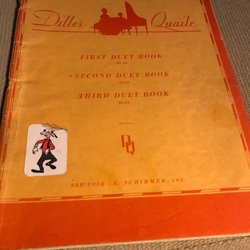 Diller Quaile
FIRST DUET BOOK
SECOND DUET BOOK
THIRD DUET BOOK
DQ
NEW YORK : G. SCHIRMER, INC.